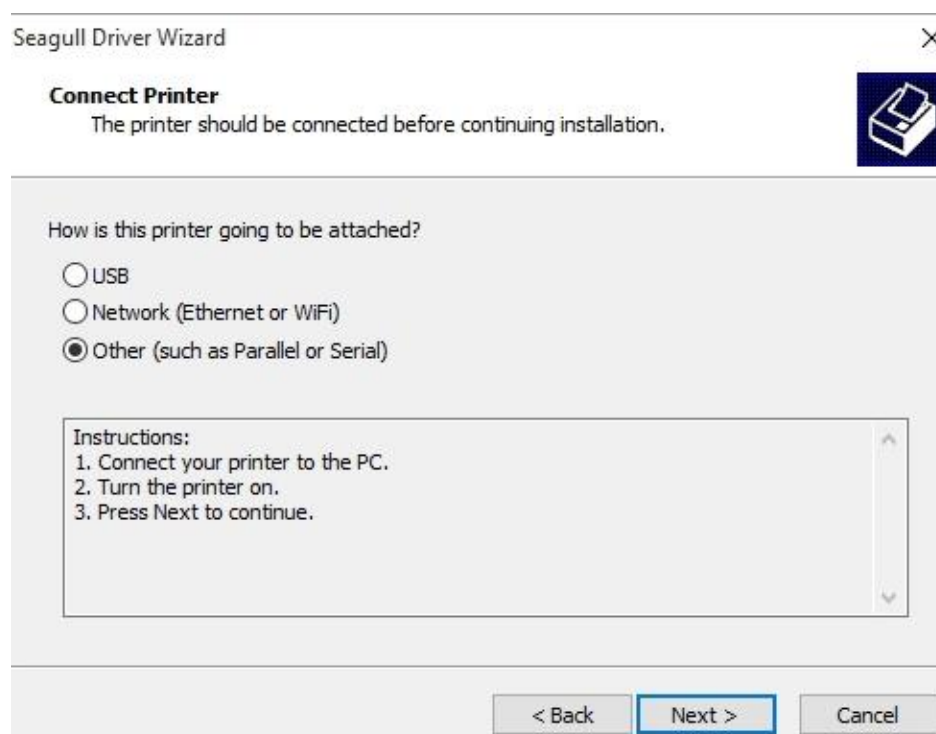 Seagull Driver Wizard
Connect Printer
The printer should be connected before continuing installation.
How is this printer going to be attached?
USB
Network (Ethernet or WiFi)
Other (such as Parallel or Serial)
Instructions:
1. Connect your printer to the PC.
2. Turn the printer on.
3. Press Next to continue.
< Back Next > Cancel